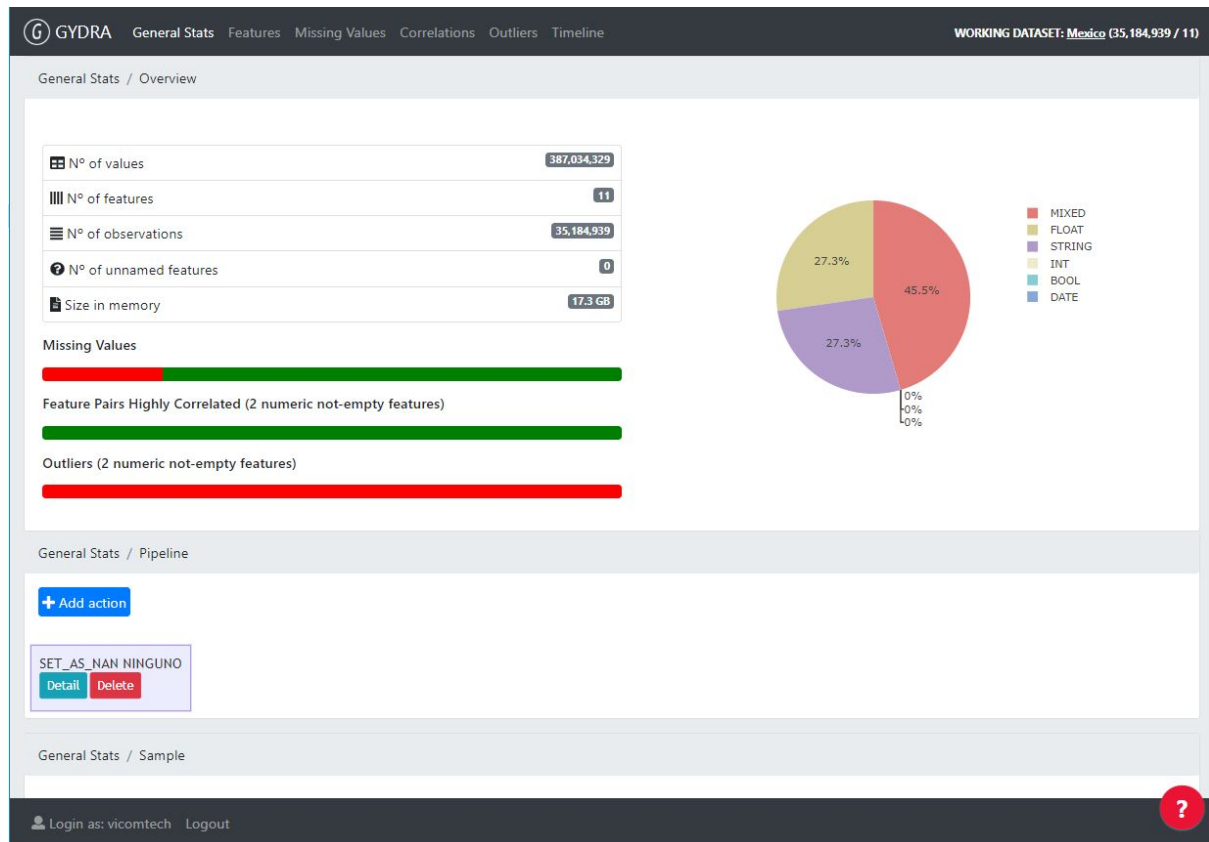 GYDRA General Stats Features Missing Values Correlations Outliers Timeline WORKING DATASET: Mexico (35,184,939 / 11)
General Stats / Overview
Nº of values 387,034,329
Nº of features 11
Nº of observations 35,184,939
Nº of unnamed features 0
Size in memory 17.3 GB
Missing Values
Feature Pairs Highly Correlated (2 numeric not-empty features)
Outliers (2 numeric not-empty features)
27.3%
45.5%
27.3%
0%
0%
0%
MIXED
FLOAT
STRING
INT
BOOL
DATE
General Stats / Pipeline
+ Add action
SET_AS_NAN NINGUNO
Detail Delete
General Stats / Sample
Login as: vicomtech Logout
?